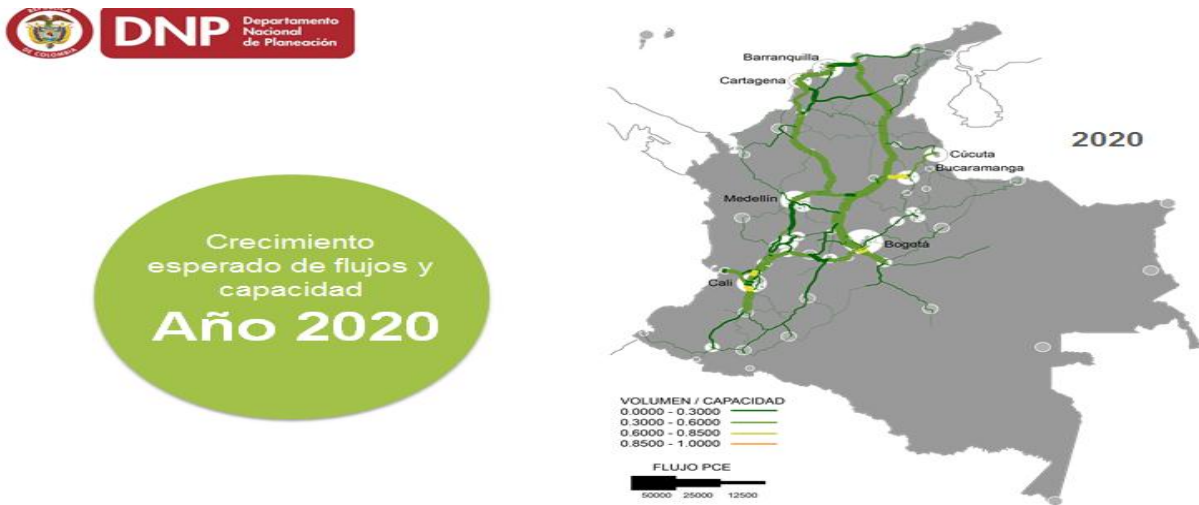 DE COLOMBIA
DNP
Departamento
Nacional
de Planeación
Crecimiento
esperado de flujos y
capacidad
Año 2020
2020
Barranquilla
Cartagena
Cúcuta
Bucaramanga
Medellín
Bogotá
Cali
VOLUMEN / CAPACIDAD
0.0000 - 0.3000
0.3000 - 0.6000
0.6000 - 0.8500
0.8500 - 1.0000
FLUJO PCE
50000 25000 12500